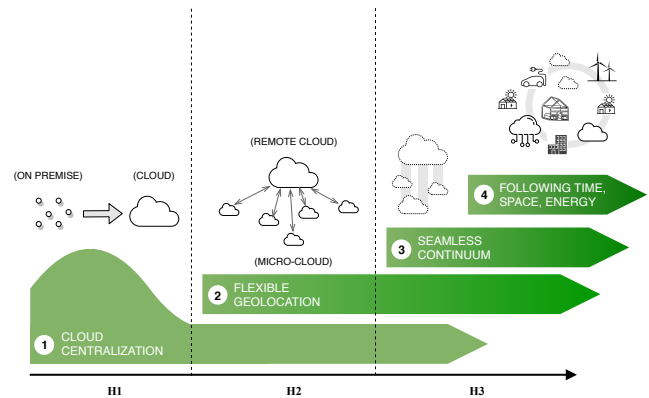 (REMOTE CLOUD)
(ON PREMISE)
(CLOUD)
4
FOLLOWING TIME,
SPACE, ENERGY
3
SEAMLESS
CONTINUUM
(MICRO-CLOUD)
2
FLEXIBLE
GEOLOCATION
1
CLOUD
CENTRALIZATION
H1
H2
H3